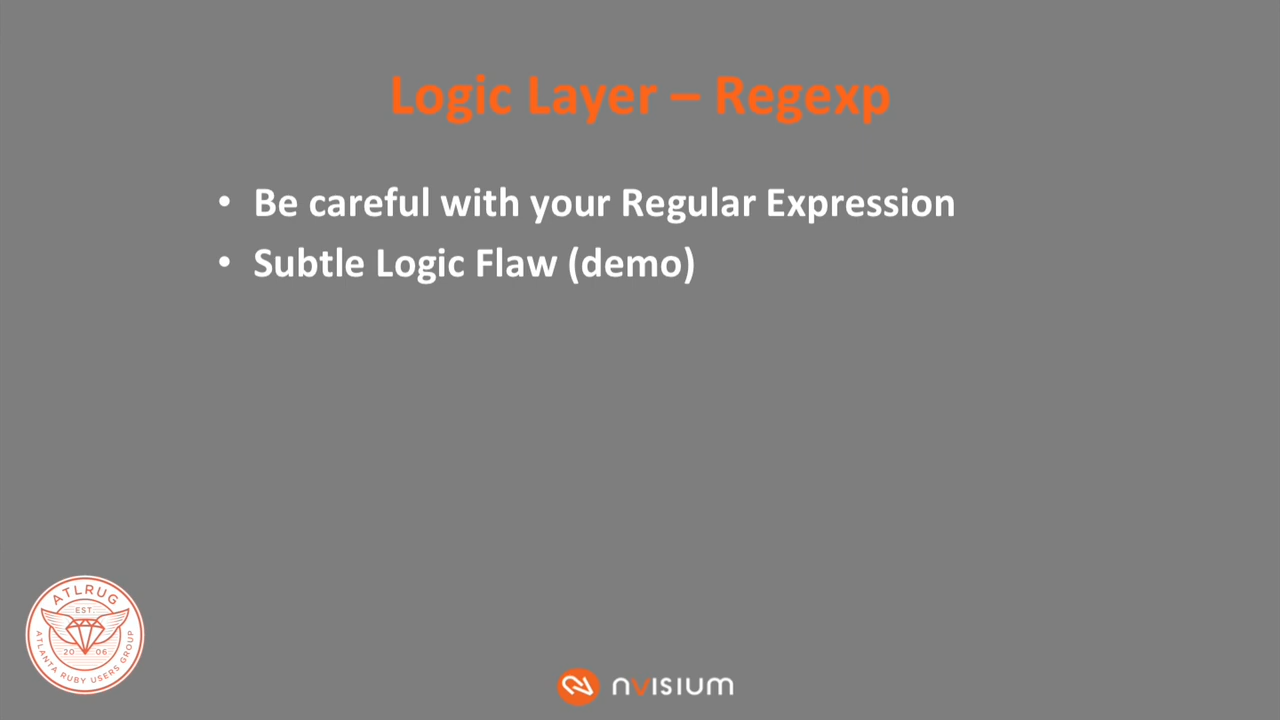 Logic Layer – Regexp
• Be careful with your Regular Expression
• Subtle Logic Flaw (demo)
ATLRUG
EST.
20 06
ATLANTA RUBY USERS GROUP
nVISIUM